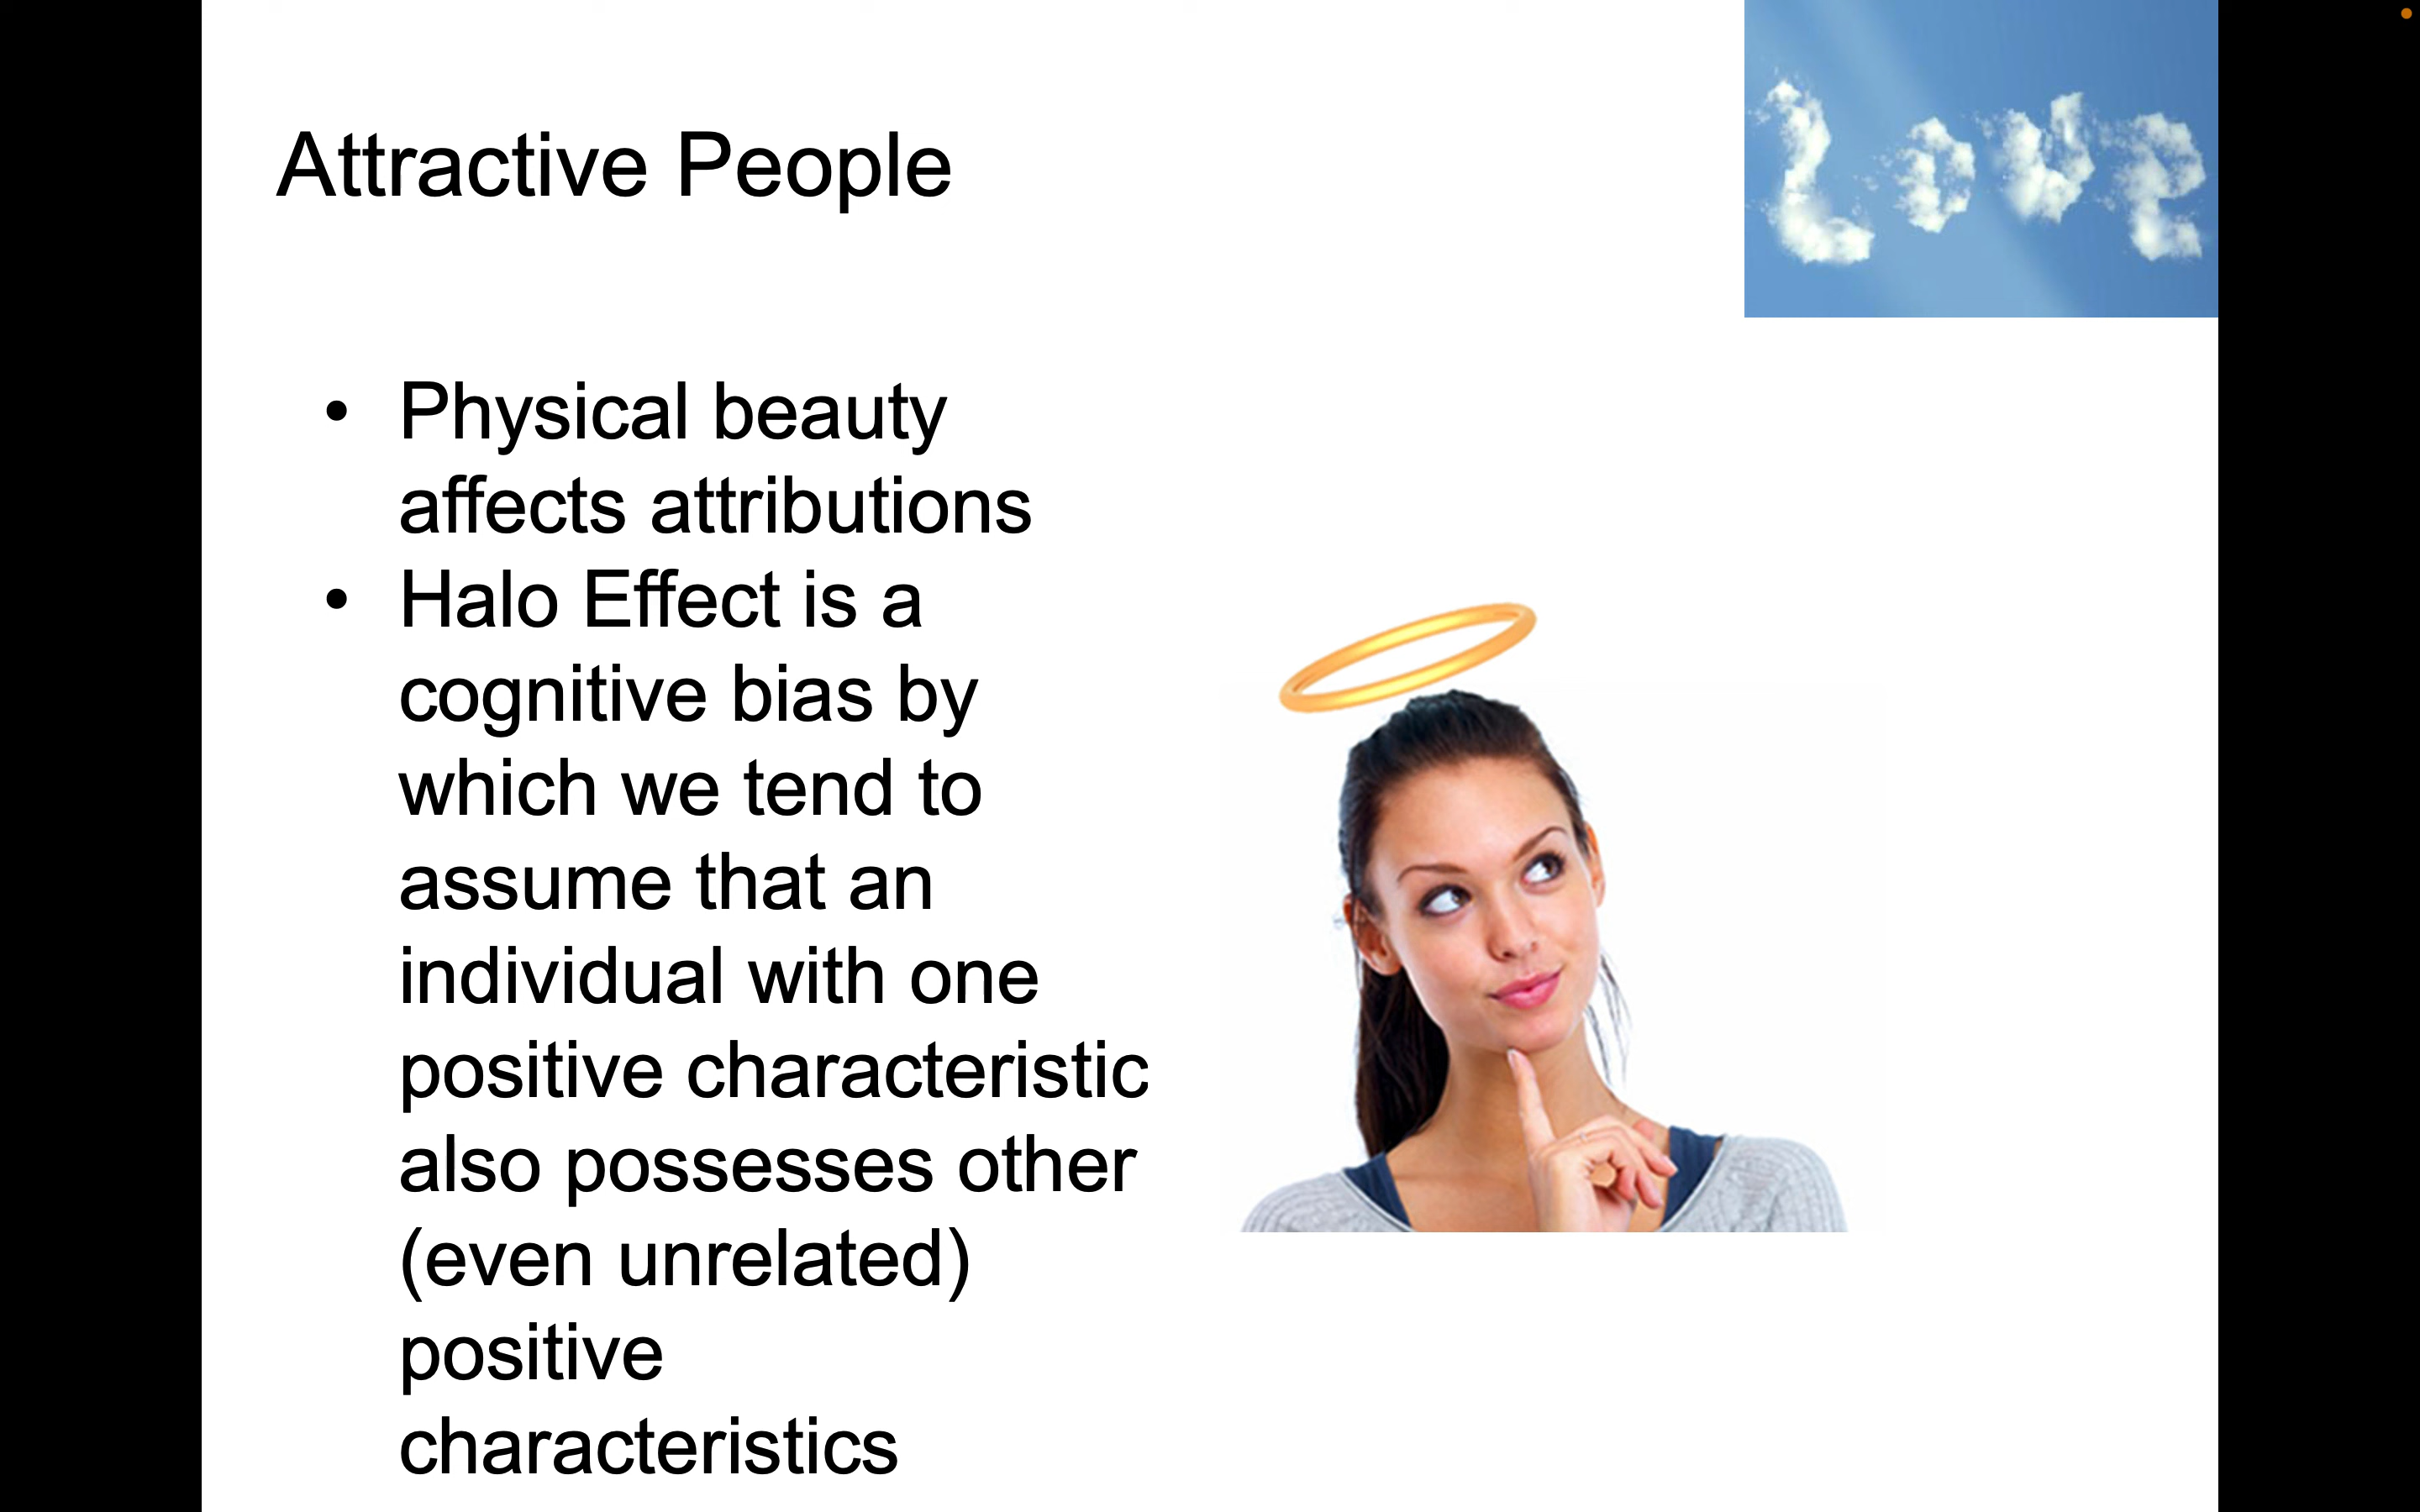 Love
Attractive People
• Physical beauty
affects attributions
• Halo Effect is a
cognitive bias by
which we tend to
assume that an
individual with one
positive characteristic
also possesses other
(even unrelated)
positive
characteristics